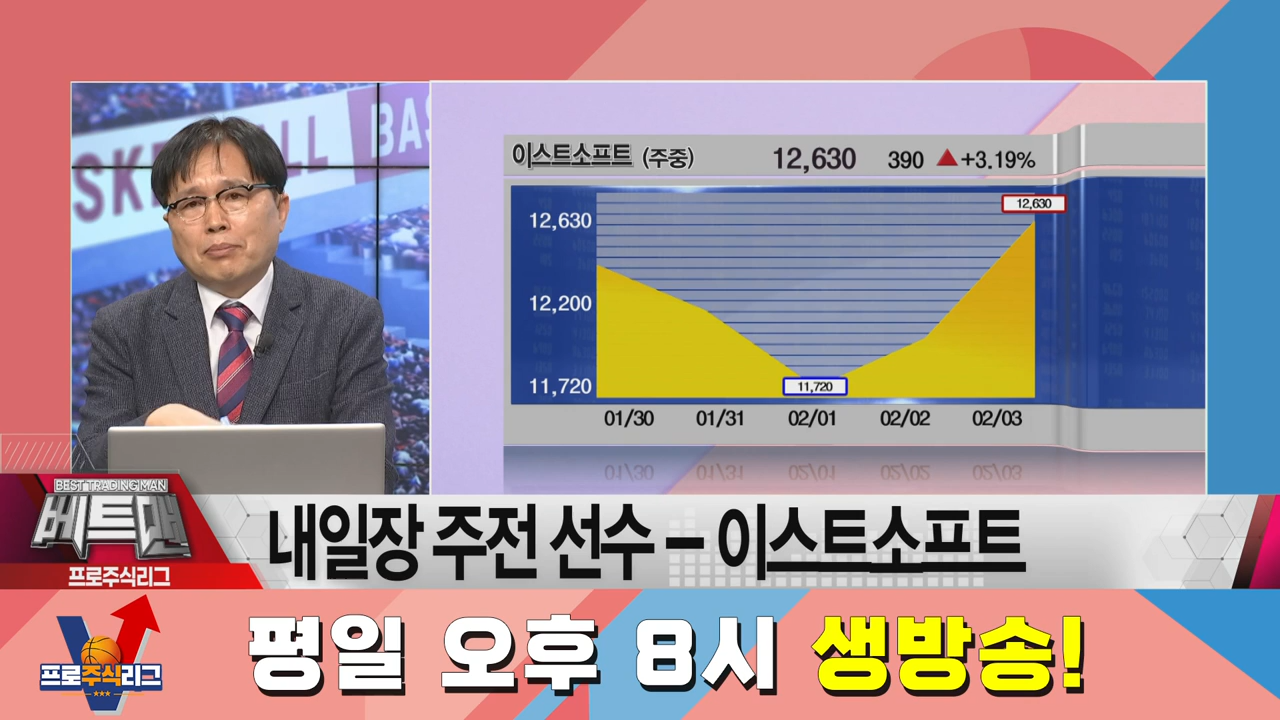 SKETBALL BAS
이스트소프트 (주중) 12,630 390 ▲+3.19%
12,630
12,630
12,200
11,720
11,720
01/30 01/31 02/01 02/02 02/03
BEST TRADING MAN
베트맨
프로주식리그
내일장 주전 선수 - 이스트소프트
프로주식리그
평일 오후 8시 생방송!